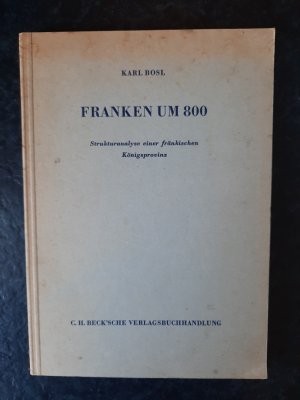 KARL BOSL
FRANKEN UM 800
Strukturanalyse einer fränkischen
Königsprovinz
C. H. BECK'SCHE VERLAGSBUCHHANDLUNG